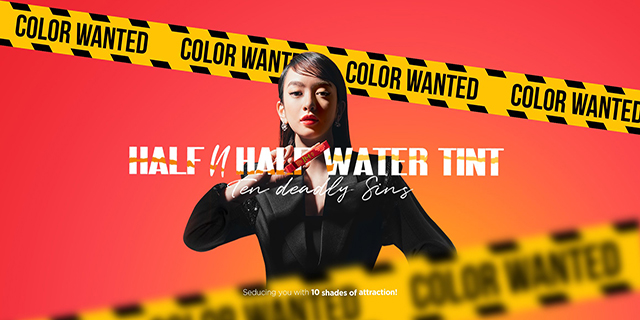 COLOR WANTED COLOR WANTED COLOR WANTED COLOR WANTED
HALF N HALF WATER TINT
Ten deadly Sins
Seducing you with 10 shades of attraction!
COLOR WANTED